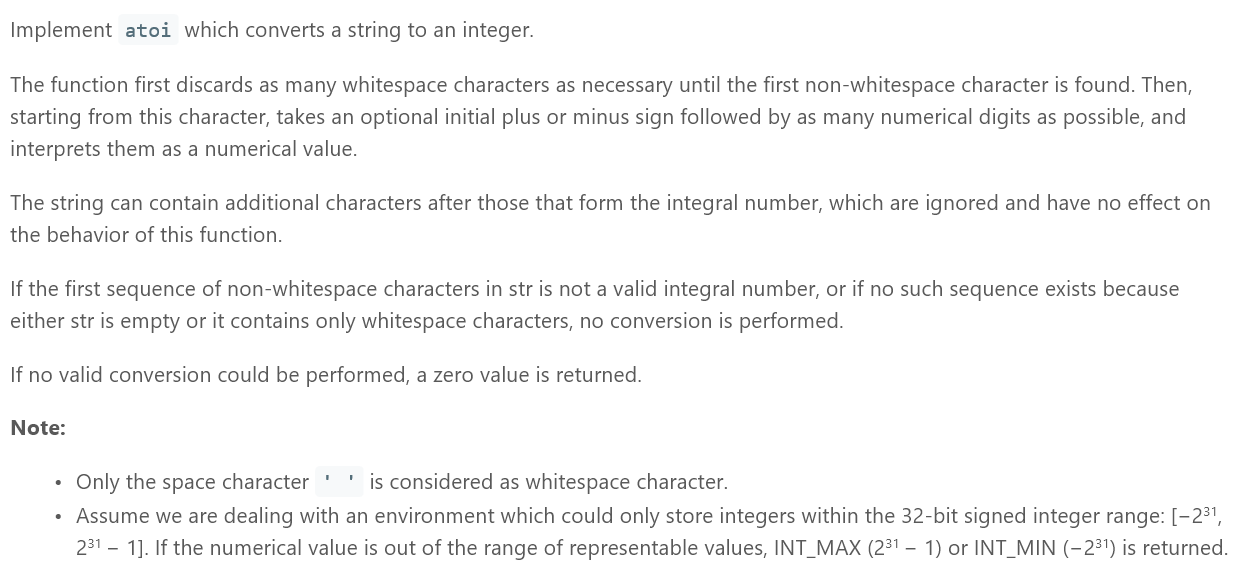 Implement atoi which converts a string to an integer.
The function first discards as many whitespace characters as necessary until the first non-whitespace character is found. Then,
starting from this character, takes an optional initial plus or minus sign followed by as many numerical digits as possible, and
interprets them as a numerical value.
The string can contain additional characters after those that form the integral number, which are ignored and have no effect on
the behavior of this function.
If the first sequence of non-whitespace characters in str is not a valid integral number, or if no such sequence exists because
either str is empty or it contains only whitespace characters, no conversion is performed.
If no valid conversion could be performed, a zero value is returned.
Note:
• Only the space character ' ' is considered as whitespace character.
• Assume we are dealing with an environment which could only store integers within the 32-bit signed integer range: [−2³¹,
2³¹ − 1]. If the numerical value is out of the range of representable values, INT_MAX (2³¹ − 1) or INT_MIN (−2³¹) is returned.